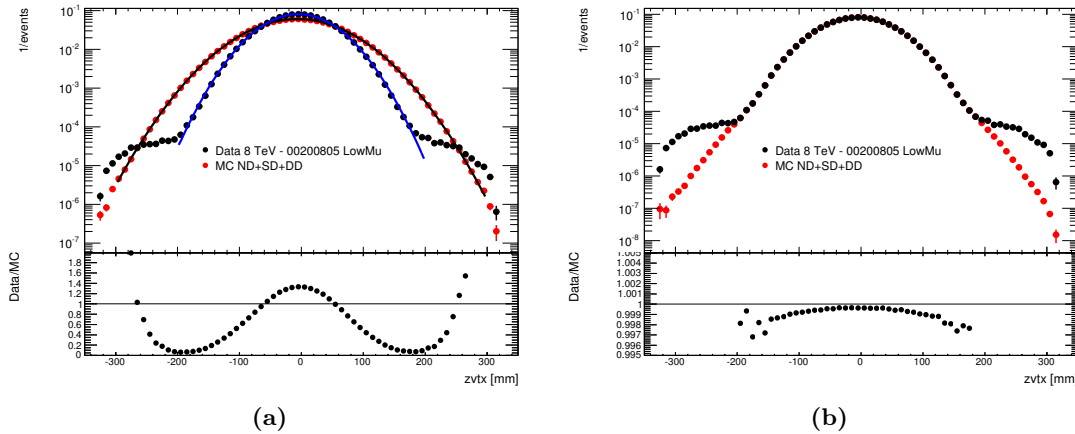 1/events
10⁻¹
10⁻²
10⁻³
10⁻⁴
10⁻⁵
10⁻⁶
10⁻⁷
Data 8 TeV - 00200805 LowMu
MC ND+SD+DD
Data/MC
1.8
1.6
1.4
1.2
1
0.8
0.6
0.4
0.2
0
-300 -200 -100 0 100 200 300
zvtx [mm]
(a)
1/events
10⁻¹
10⁻²
10⁻³
10⁻⁴
10⁻⁵
10⁻⁶
10⁻⁷
10⁻⁸
Data 8 TeV - 00200805 LowMu
MC ND+SD+DD
Data/MC
1.005
1.004
1.003
1.002
1.001
1
0.999
0.998
0.997
0.996
0.995
-300 -200 -100 0 100 200 300
zvtx [mm]
(b)